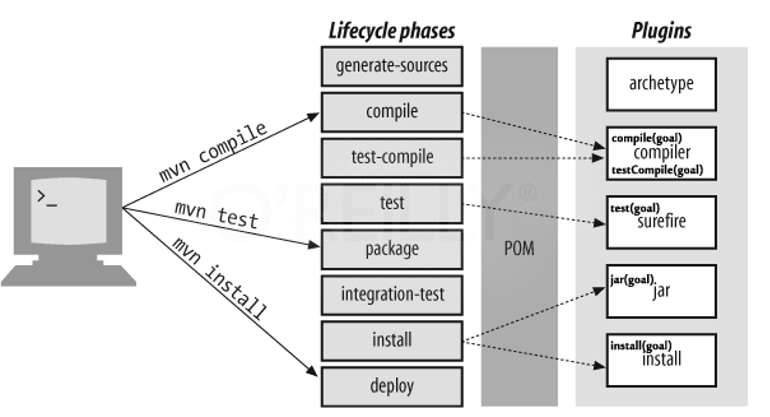 Lifecycle phases
Plugins
generate-sources
compile
test-compile
test
package
integration-test
install
deploy
>_
mvn compile
mvn test
mvn install
O'REILLY®
POM
archetype
compile(goal)
compiler
testCompile(goal)
test(goal)
surefire
jar(goal).
jar
install(goal)
install